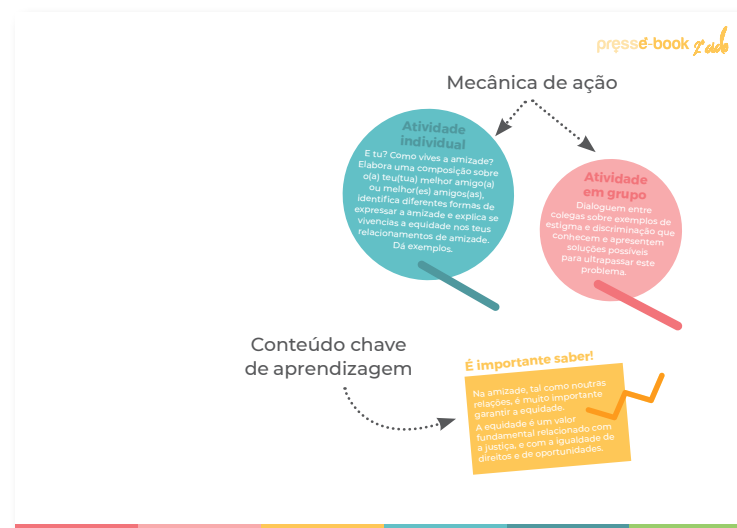 presse-book 2º ciclo
Mecânica de ação
Atividade
individual
E tu? Como vives a amizade?
Elabora uma composição sobre
o(a) teu(tua) melhor amigo(a)
ou melhor(es) amigos(as),
identifica diferentes formas de
expressar a amizade e explica se
vivencias a equidade nos teus
relacionamentos de amizade.
Dá exemplos.
Atividade
em grupo
Dialoguem entre
colegas sobre exemplos de
estigma e discriminação que
conhecem e apresentem
soluções possíveis
para ultrapassar este
problema.
Conteúdo chave
de aprendizagem
É importante saber!
Na amizade, tal como noutras
relações, é muito importante
garantir a equidade.
A equidade é um valor
fundamental relacionado com
a justiça, e com a igualdade de
direitos e de oportunidades.